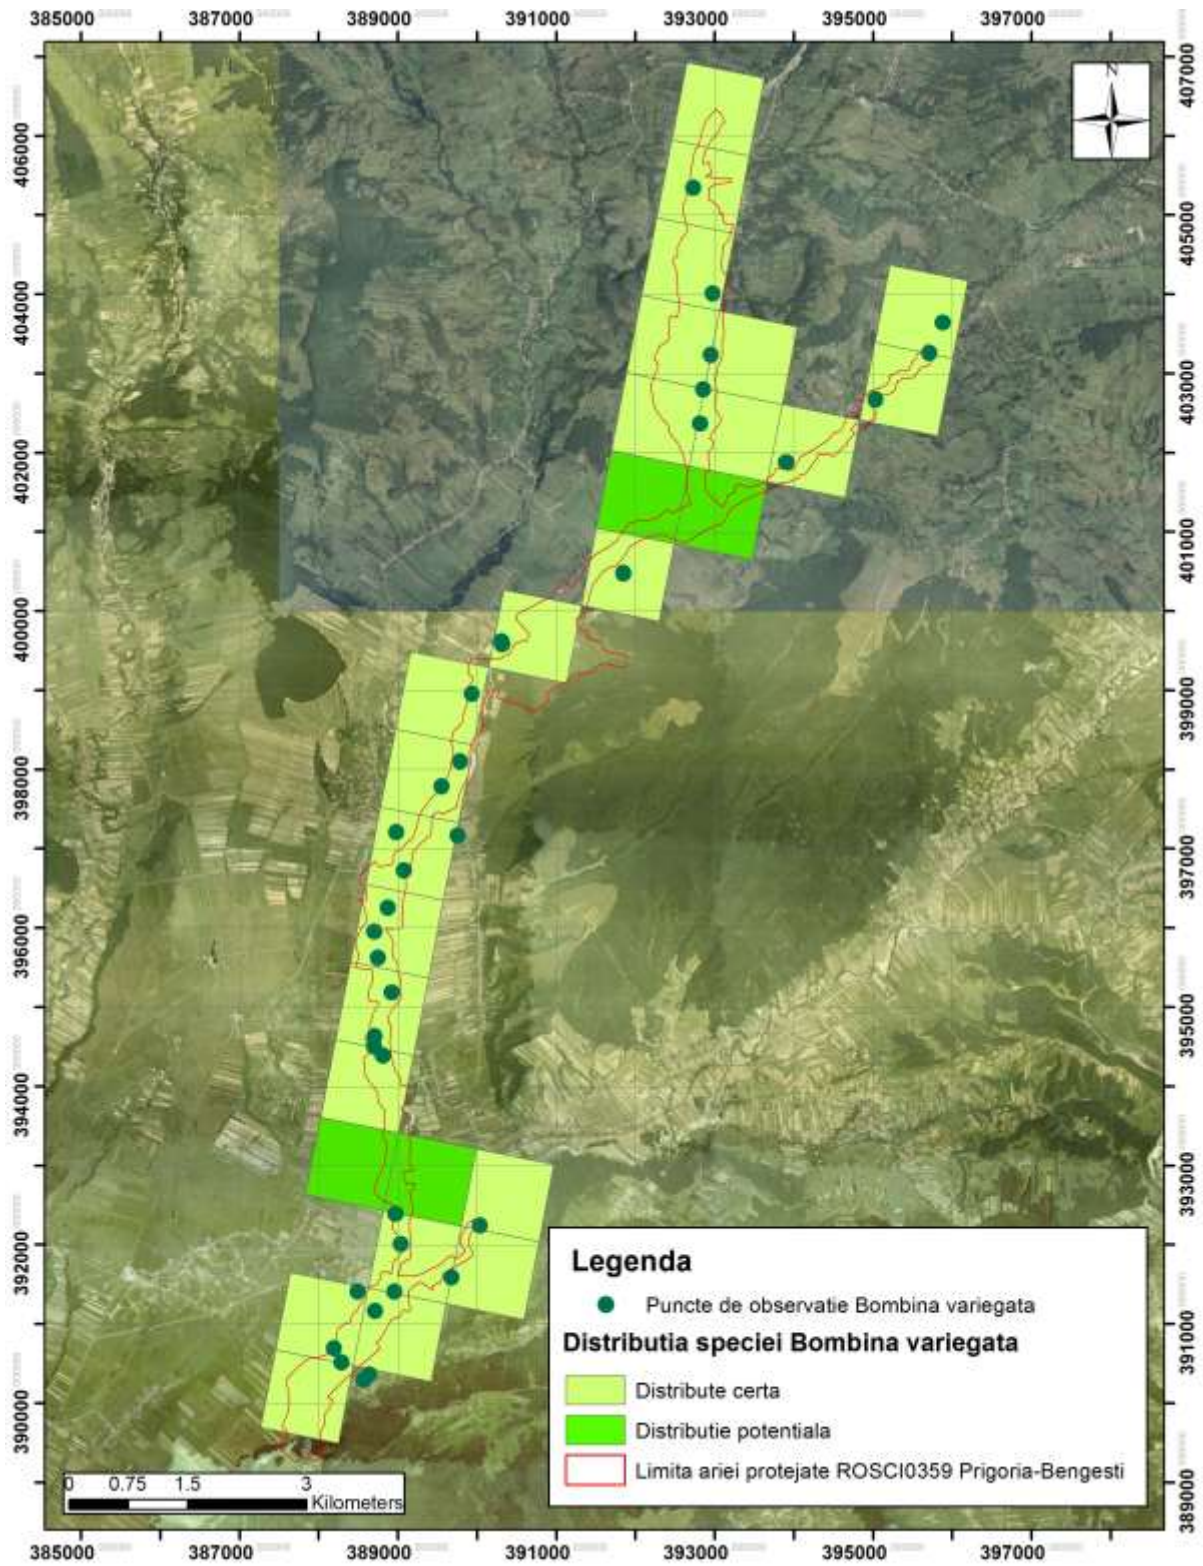 385000 387000 389000 391000 393000 395000 397000
407000
406000
405000
404000
403000
402000
401000
400000
399000
398000
397000
396000
395000
394000
393000
392000
391000
390000
389000
N
Legenda
Puncte de observatie Bombina variegata
Distributia speciei Bombina variegata
Distribute certa
Distributie potentiala
Limita ariei protejate ROSCI0359 Prigoria-Bengesti
0 0.75 1.5 3
Kilometers
385000 387000 389000 391000 393000 395000 397000